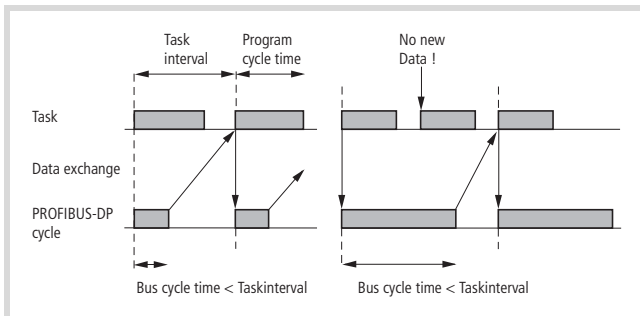 Task
interval
Program
cycle time
No new
Data !
Task
Data exchange
PROFIBUS-DP
cycle
Bus cycle time < Taskinterval
Bus cycle time < Taskinterval